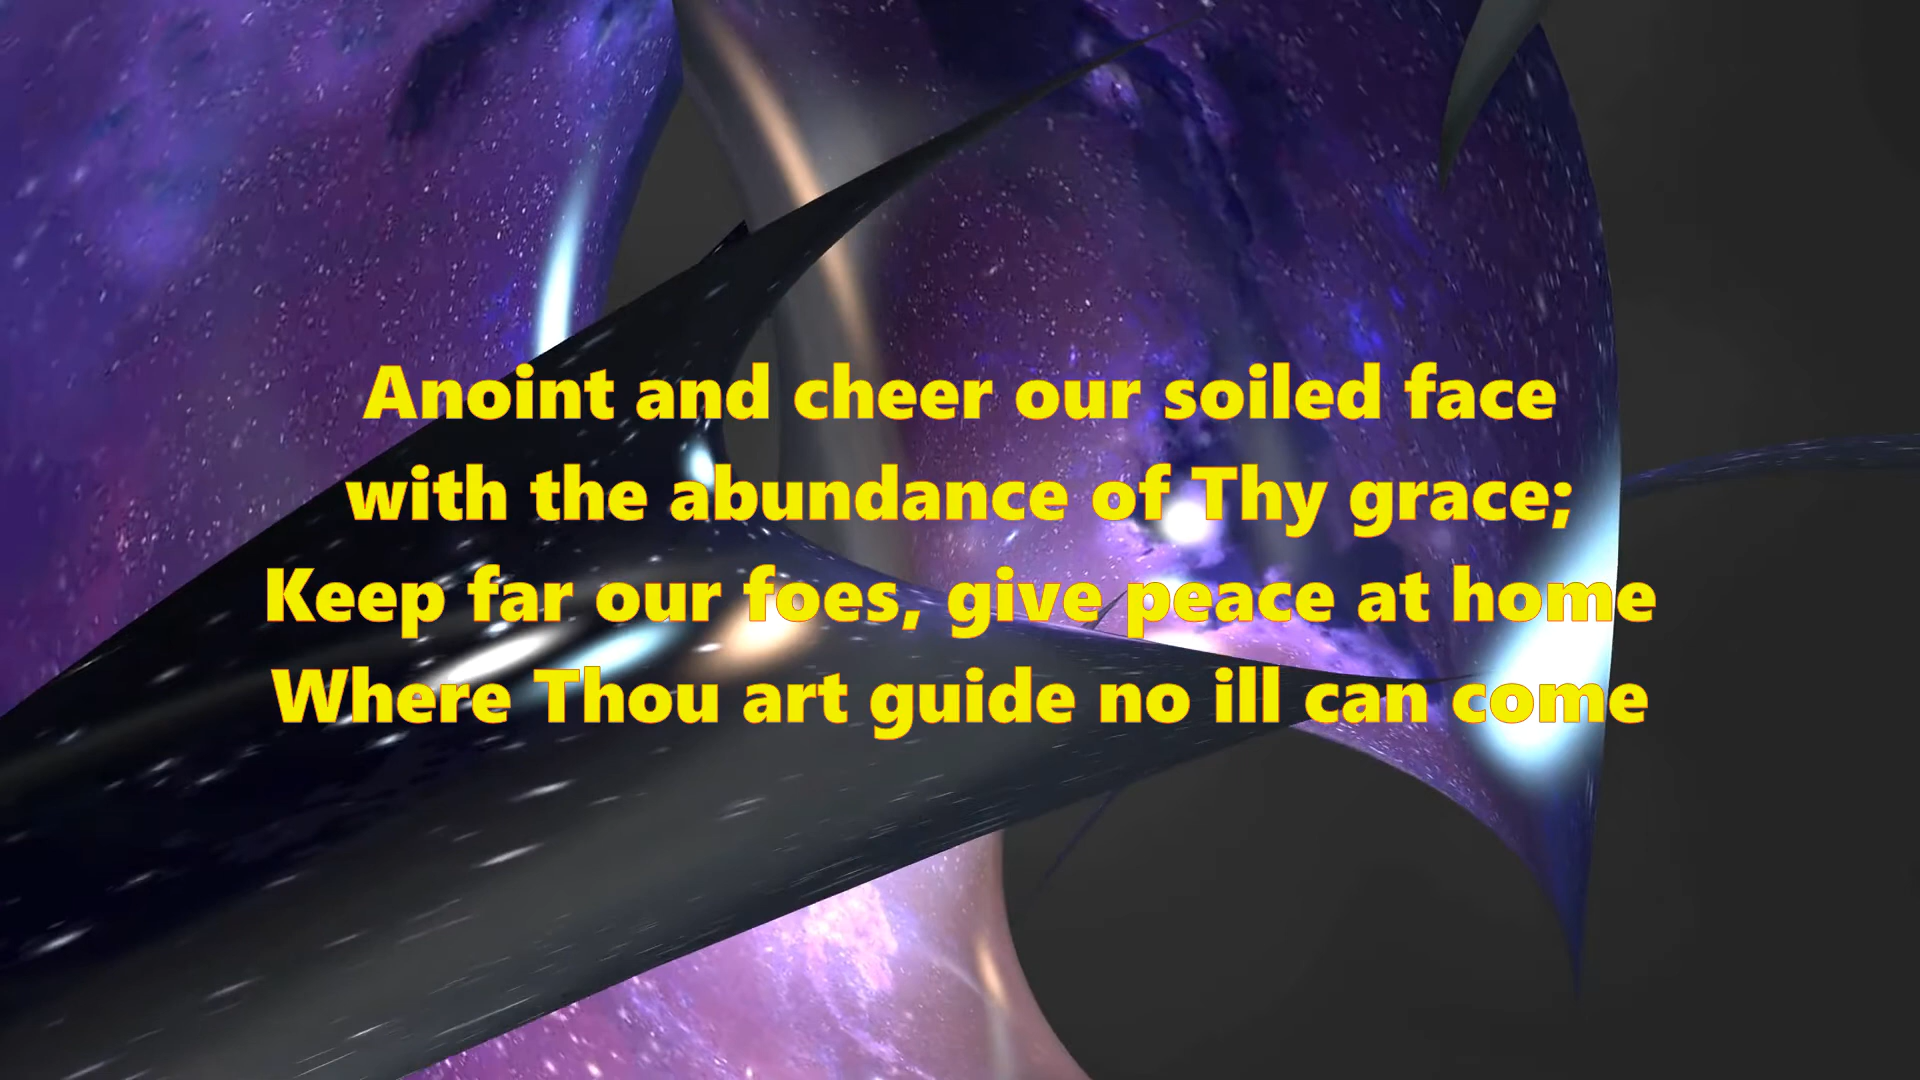 Anoint and cheer our soiled face
with the abundance of Thy grace;
Keep far our foes, give peace at home
Where Thou art guide no ill can come